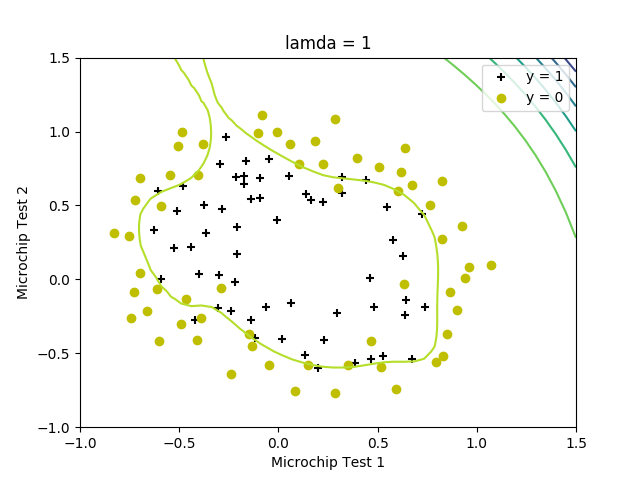 lamda = 1
y = 1
y = 0
1.5
1.0
0.5
0.0
−0.5
−1.0
Microchip Test 2
−1.0 −0.5 0.0 0.5 1.0 1.5
Microchip Test 1